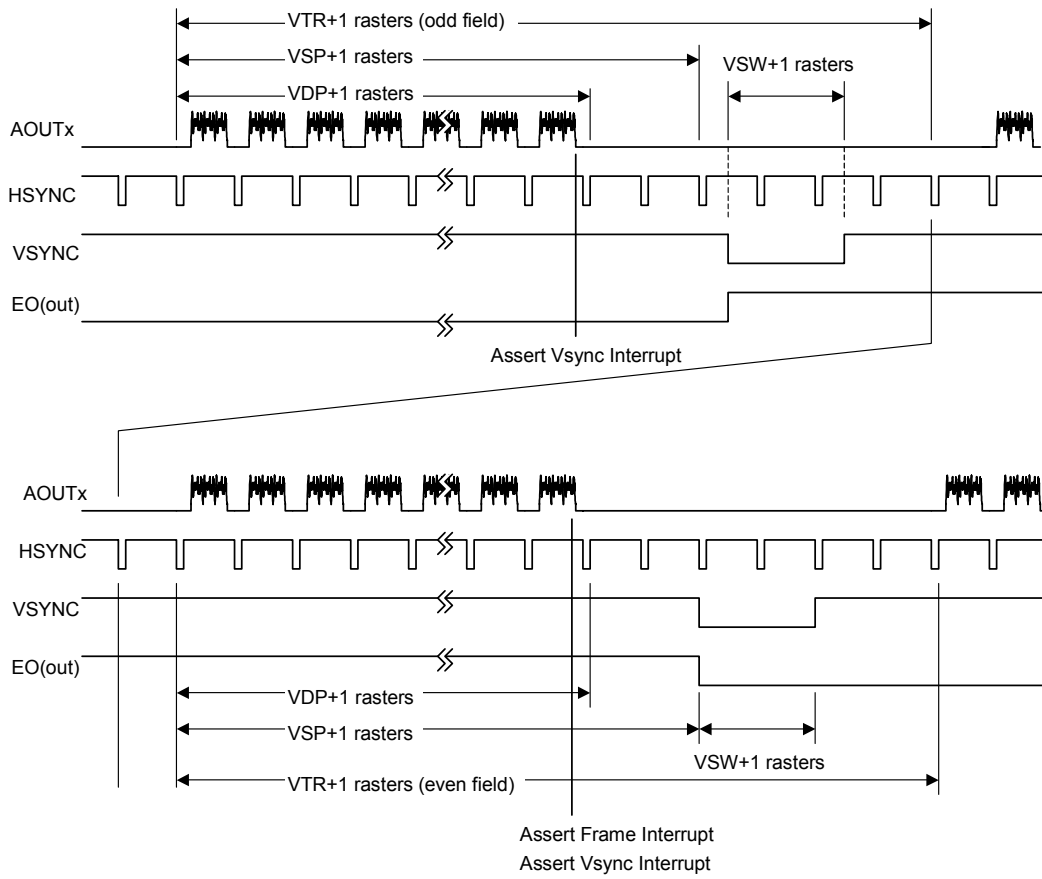 VTR+1 rasters (odd field)
VSP+1 rasters
VSW+1 rasters
VDP+1 rasters
AOUTx
HSYNC
VSYNC
EO(out)
Assert Vsync Interrupt
AOUTx
HSYNC
VSYNC
EO(out)
VDP+1 rasters
VSP+1 rasters
VSW+1 rasters
VTR+1 rasters (even field)
Assert Frame Interrupt
Assert Vsync Interrupt